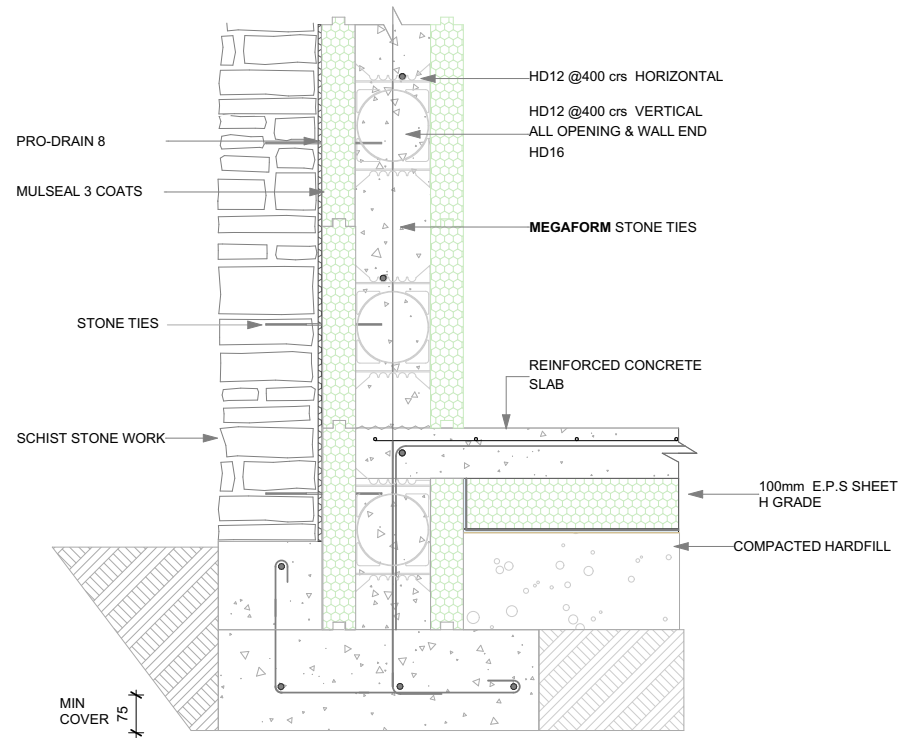 HD12 @400 crs HORIZONTAL
HD12 @400 crs VERTICAL
ALL OPENING & WALL END
HD16
PRO-DRAIN 8
MULSEAL 3 COATS
MEGAFORM STONE TIES
STONE TIES
REINFORCED CONCRETE
SLAB
SCHIST STONE WORK
100mm E.P.S SHEET
H GRADE
COMPACTED HARDFILL
MIN
COVER
75